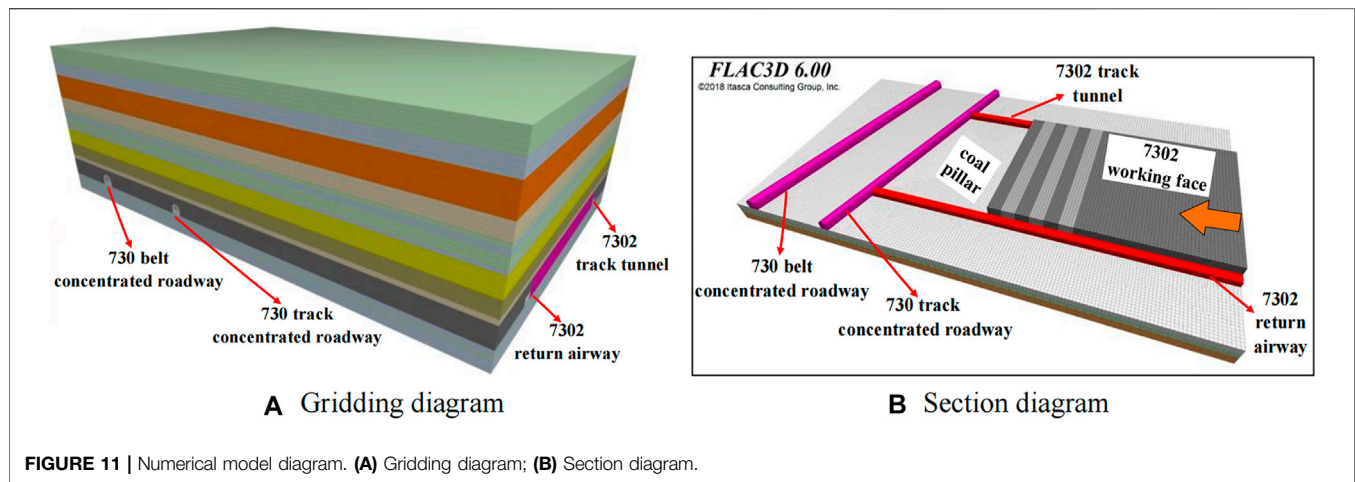 730 belt
concentrated roadway
730 track
concentrated roadway
7302
track tunnel
7302
return airway
A Gridding diagram
FLAC3D 6.00
©2018 Itasca Consulting Group, Inc.
7302 track
tunnel
coal
pillar
7302
working face
730 belt
concentrated roadway
730 track
concentrated roadway
7302
return
airway
B Section diagram
FIGURE 11 | Numerical model diagram. (A) Gridding diagram; (B) Section diagram.